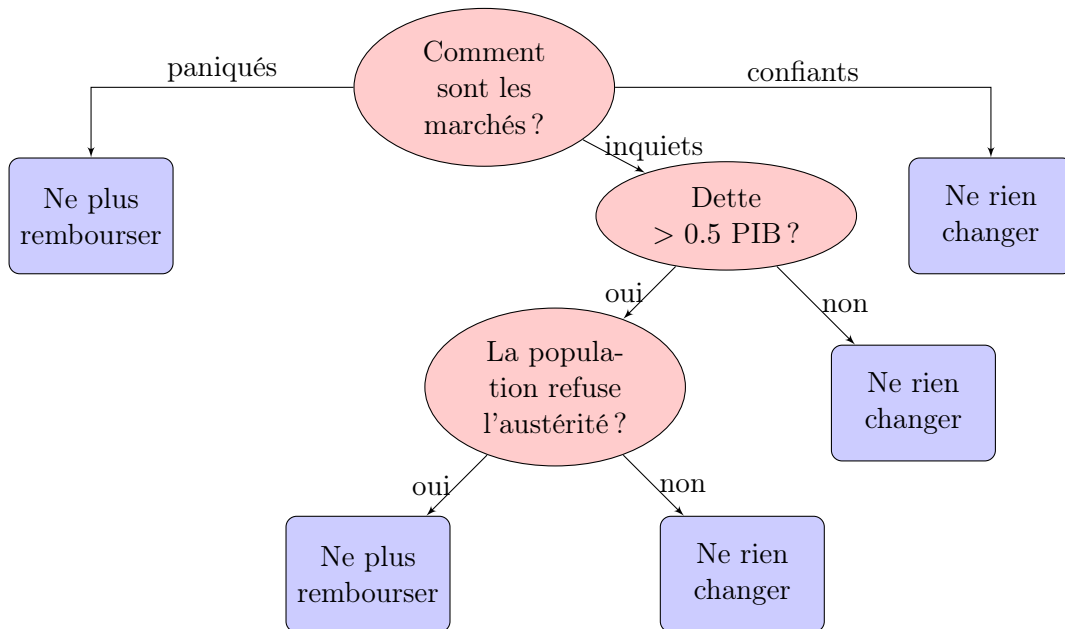 Comment
sont les
marchés ?
paniqués
confiants
inquiets
Ne plus
rembourser
Dette
> 0.5 PIB ?
Ne rien
changer
oui
non
La popula-
tion refuse
l'austérité ?
Ne rien
changer
oui
non
Ne plus
rembourser
Ne rien
changer